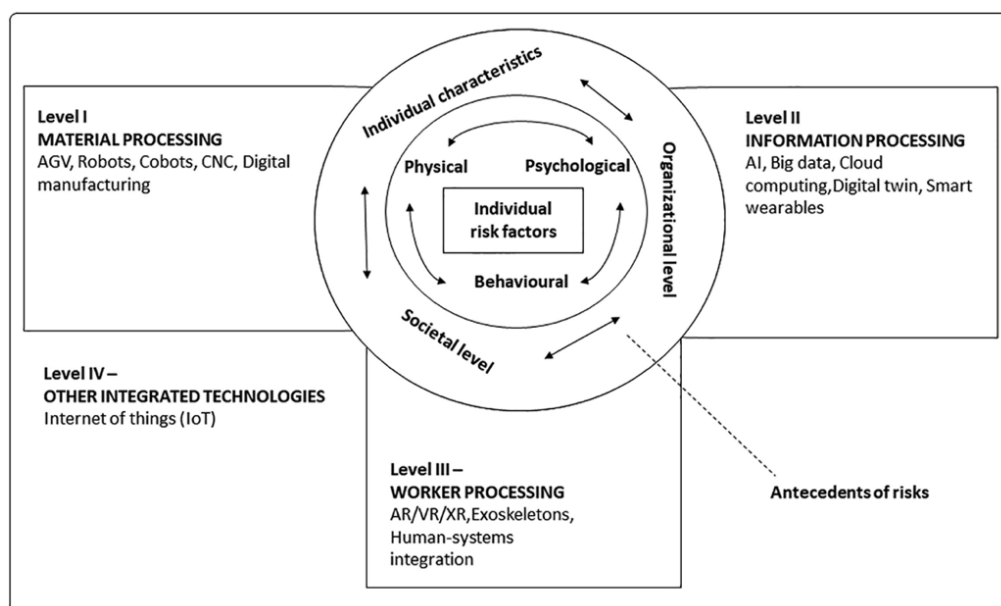 Individual characteristics
Organizational level
Societal level
Physical
Psychological
Individual
risk factors
Behavioural
Level I
MATERIAL PROCESSING
AGV, Robots, Cobots, CNC, Digital
manufacturing
Level II
INFORMATION PROCESSING
AI, Big data, Cloud
computing,Digital twin, Smart
wearables
Level IV –
OTHER INTEGRATED TECHNOLOGIES
Internet of things (IoT)
Level III –
WORKER PROCESSING
AR/VR/XR,Exoskeletons,
Human-systems
integration
Antecedents of risks